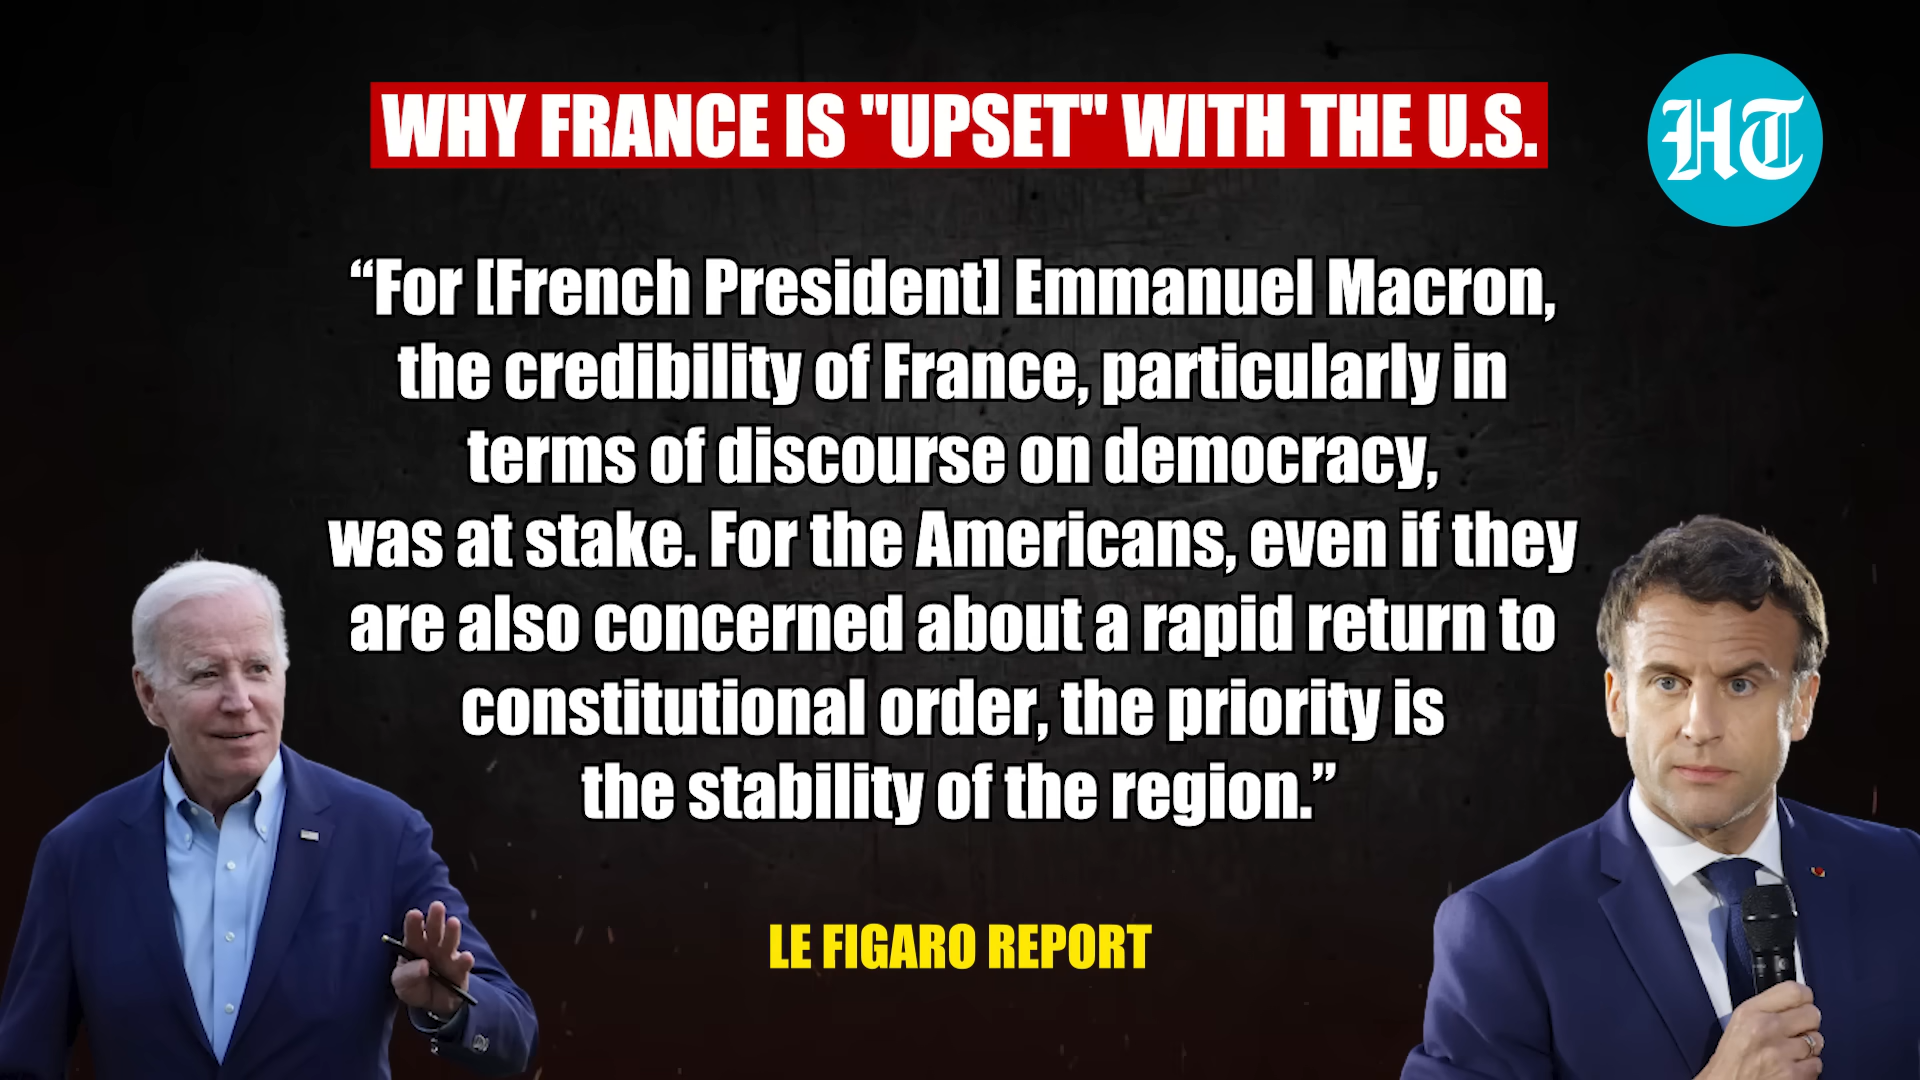 WHY FRANCE IS "UPSET" WITH THE U.S.
HT
“For [French President] Emmanuel Macron,
the credibility of France, particularly in
terms of discourse on democracy,
was at stake. For the Americans, even if they
are also concerned about a rapid return to
constitutional order, the priority is
the stability of the region.”
LE FIGARO REPORT